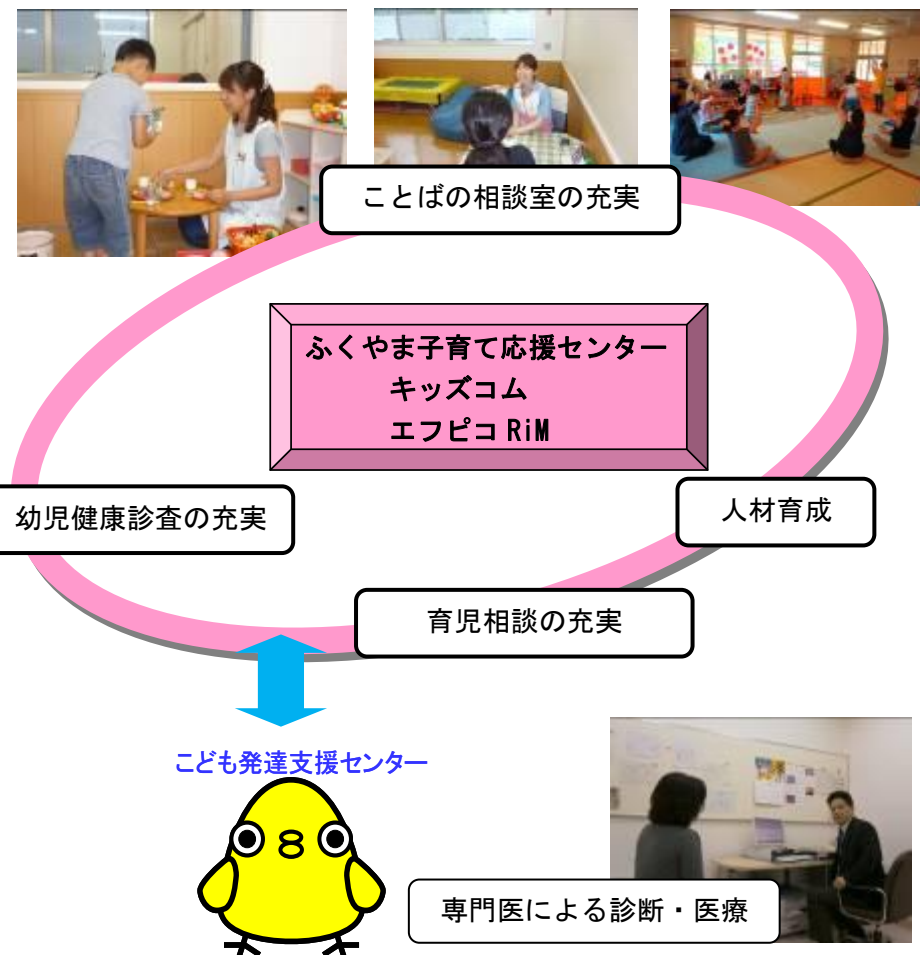 ことばの相談室の充実
ふくやま子育て応援センター
キッズコム
エフピコRiM
幼児健康診査の充実
人材育成
育児相談の充実
こども発達支援センター
専門医による診断・医療